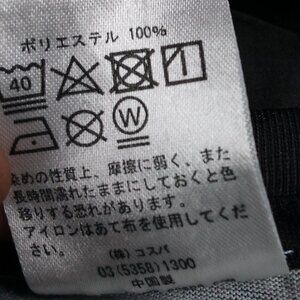 ポリエステル 100%
40
W
染めの性質上、摩擦に弱く、また
長時間濡れたままにしておくと色
移りする恐れがあります。
アイロンはあて布を使用してくだ
さい。
(株) コスパ
03(5358)1300
中国製